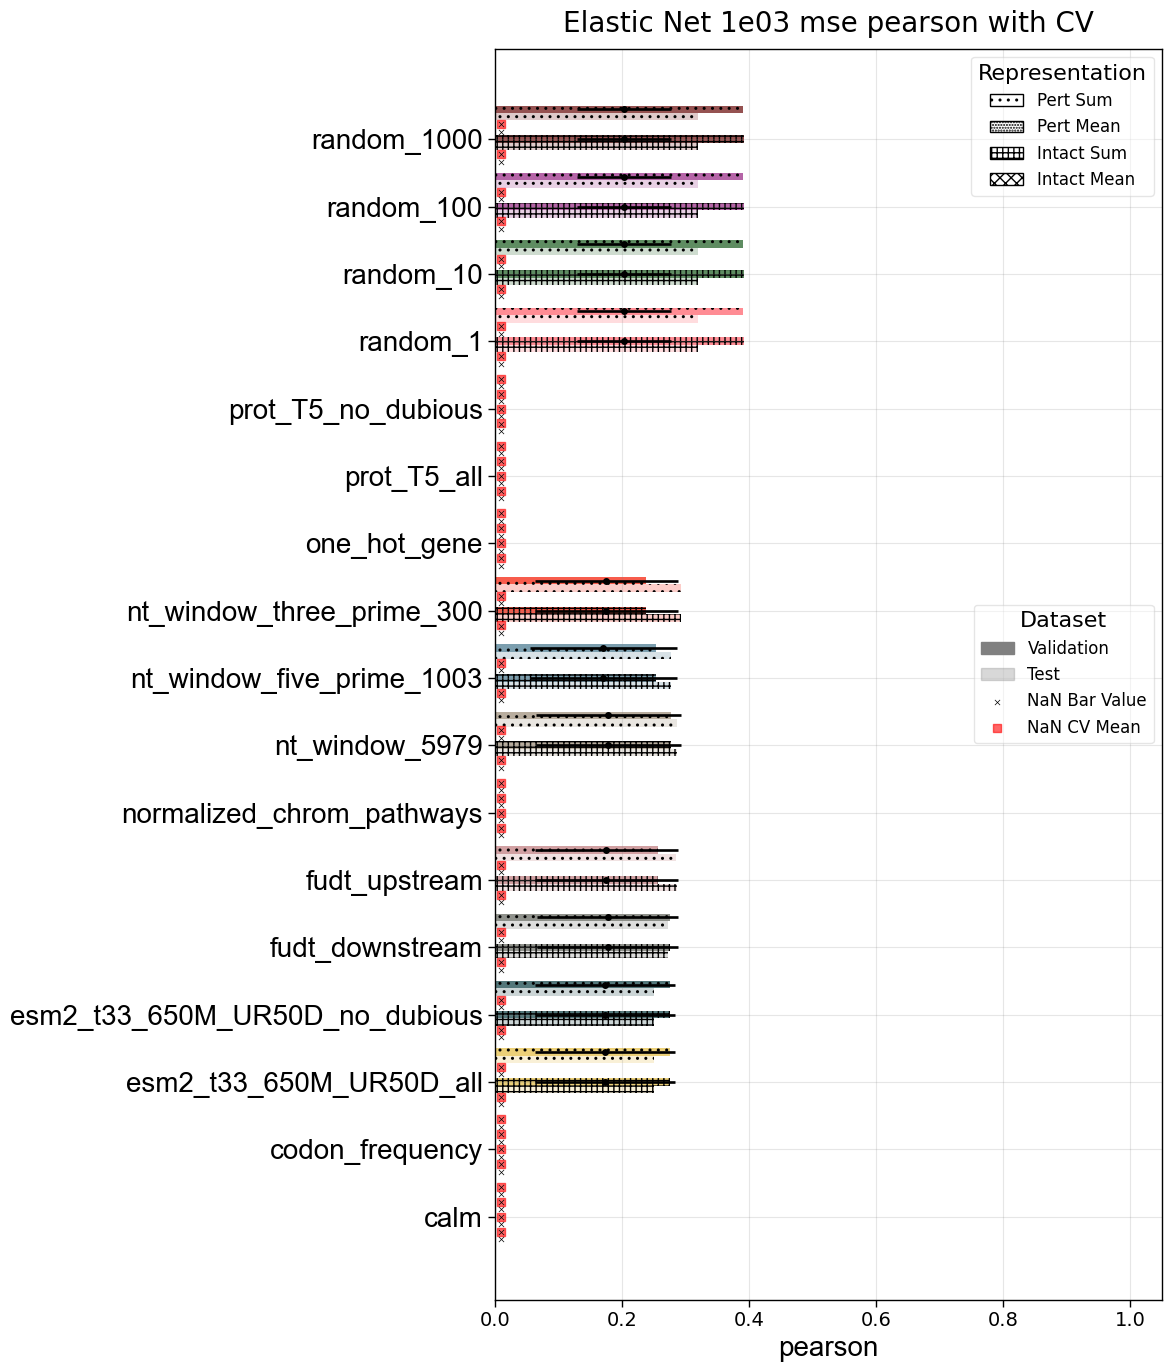 Elastic Net 1e03 mse pearson with CV
Representation
Pert Sum
Pert Mean
Intact Sum
Intact Mean
random_1000
random_100
random_10
random_1
prot_T5_no_dubious
prot_T5_all
one_hot_gene
nt_window_three_prime_300
nt_window_five_prime_1003
nt_window_5979
normalized_chrom_pathways
fudt_upstream
fudt_downstream
esm2_t33_650M_UR50D_no_dubious
esm2_t33_650M_UR50D_all
codon_frequency
calm
Dataset
Validation
Test
NaN Bar Value
NaN CV Mean
0.0 0.2 0.4 0.6 0.8 1.0
pearson